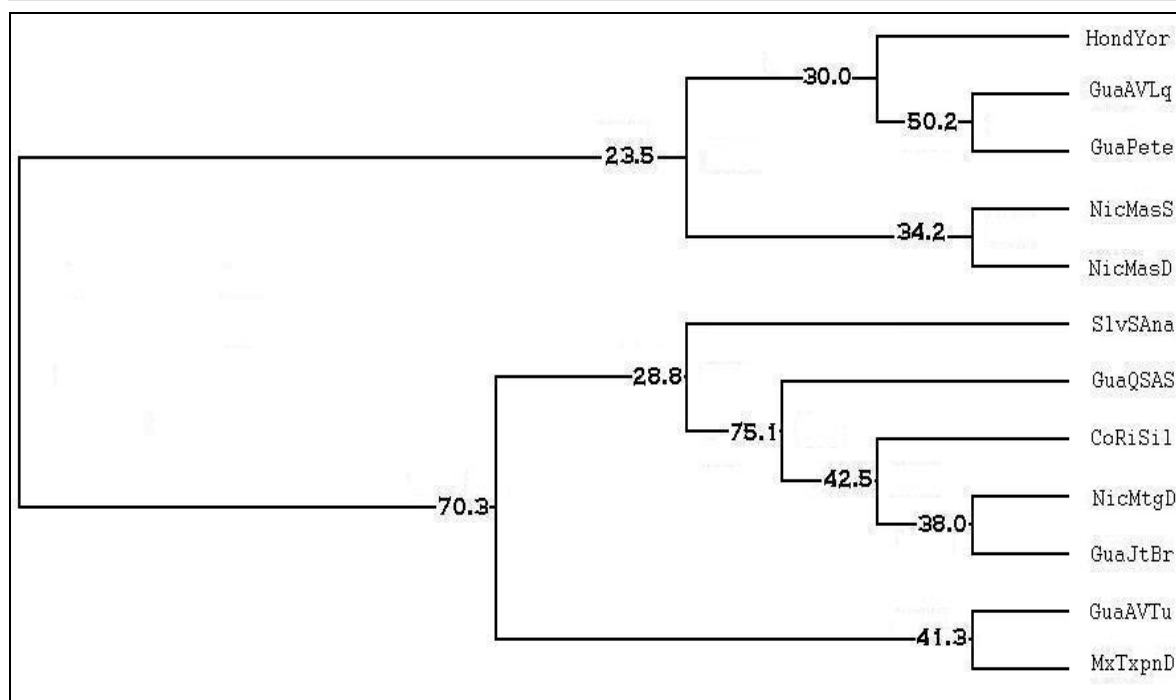 HondYor
30.0
GuaAVLq
50.2
GuaPete
23.5
NicMasS
34.2
NicMasD
SlvSAna
28.8
GuaQSAS
75.1
CoRiSil
42.5
NicMtgD
38.0
GuaJtBr
70.3
GuaAVTu
41.3
MxTxpnD